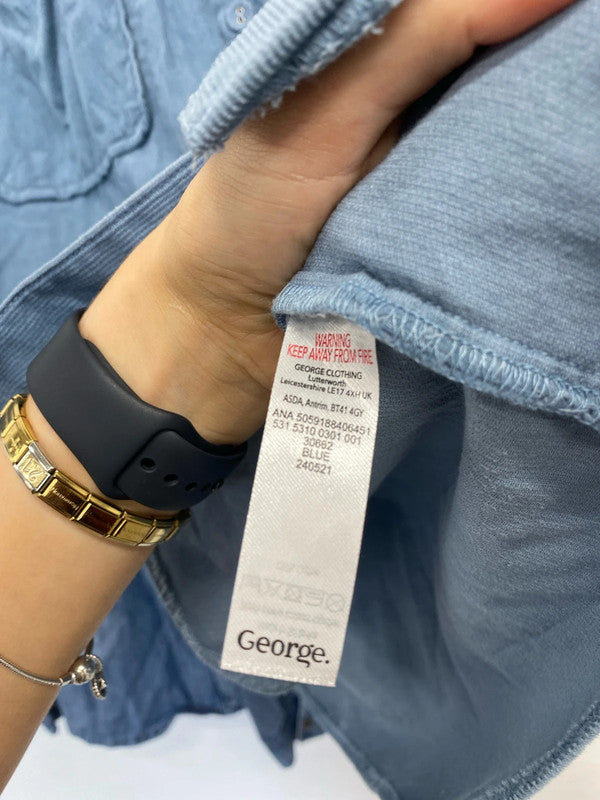 WARNING
KEEP AWAY FROM FIRE
GEORGE CLOTHING
Lutterworth
Leicestershire LE17 4XH UK
ASDA, Antrim, BT41 4GY
ANA 5059188406451
531 5310 0301 001
30662
BLUE
240521
George.